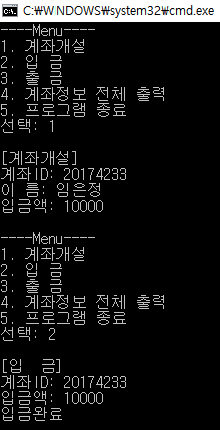 C:\WINDOWS\system32\cmd.exe
----Menu----
1. 계좌개설
2. 입 금
3. 출 금
4. 계좌정보 전체 출력
5. 프로그램 종료
선택: 1
[계좌개설]
계좌ID: 20174233
이 름: 임은정
입금액: 10000
----Menu----
1. 계좌개설
2. 입 금
3. 출 금
4. 계좌정보 전체 출력
5. 프로그램 종료
선택: 2
[입   금]
계좌ID: 20174233
입금액: 10000
입금완료